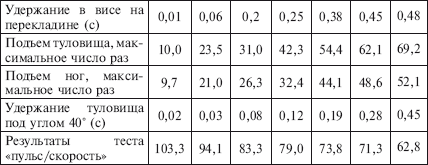 Удержание в висе на перекладине (с) 0,01 0,06 0,2 0,25 0,38 0,45 0,48
Подъем туловища, максимальное число раз 10,0 23,5 31,0 42,3 54,4 62,1 69,2
Подъем ног, максимальное число раз 9,7 21,0 26,3 32,4 44,1 48,6 52,1
Удержание туловища под углом 40° (с) 0,02 0,03 0,08 0,12 0,19 0,28 0,45
Результаты теста «пульс/скорость» 103,3 94,1 83,3 79,0 73,8 71,3 62,8